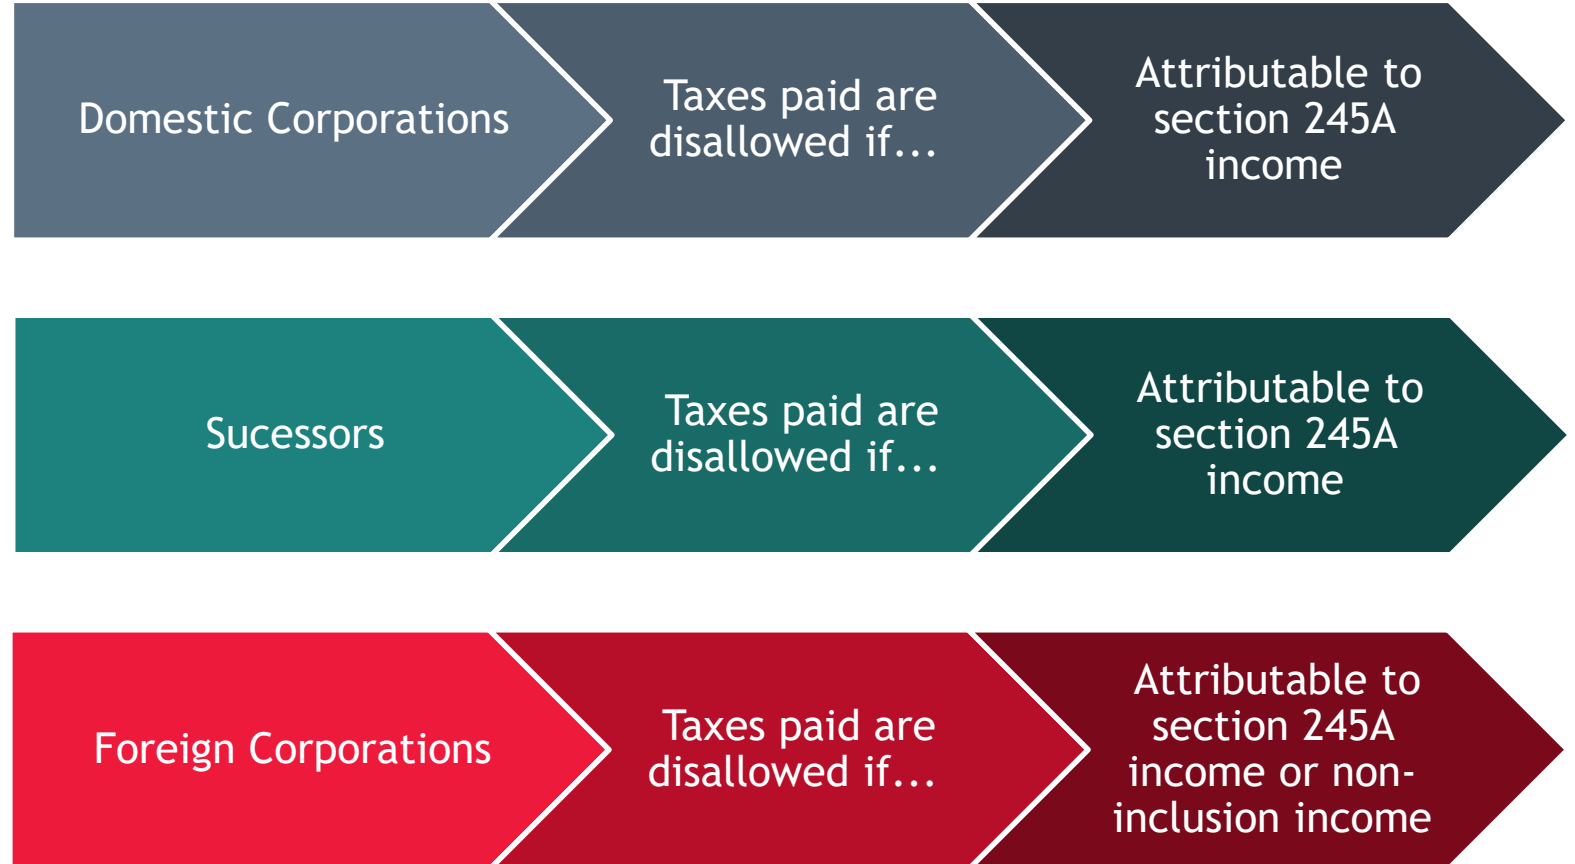 Domestic Corporations
Taxes paid are
disallowed if...
Attributable to
section 245A
income
Sucessors
Taxes paid are
disallowed if...
Attributable to
section 245A
income
Foreign Corporations
Taxes paid are
disallowed if...
Attributable to
section 245A
income or non-
inclusion income